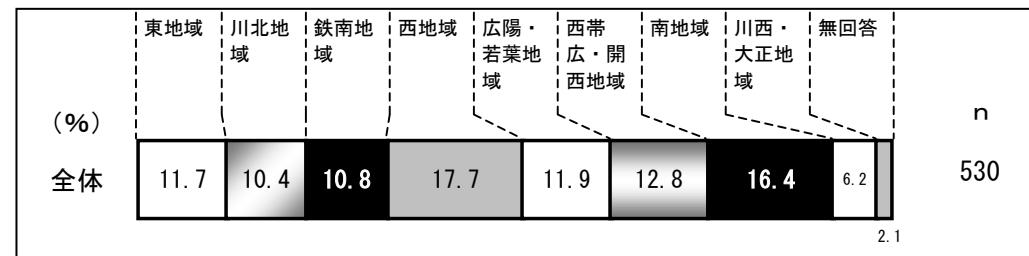 東地域
川北地
域
鉄南地
域
西地域
広陽・
若葉地
域
西帯
広・開
西地域
南地域
川西・
大正地
域
無回答
(%)
n
全体
11.7
10.4
10.8
17.7
11.9
12.8
16.4
6.2
530
2.1